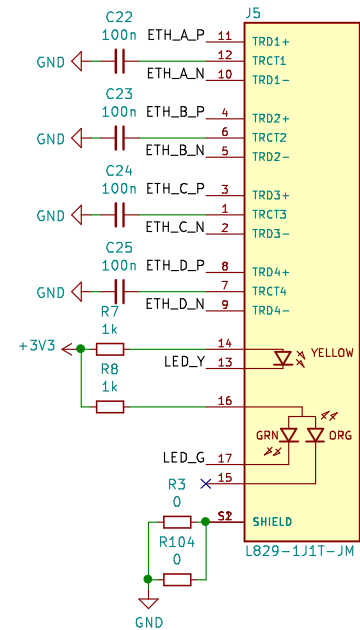 J5
C22
100n
ETH_A_P
11
TRD1+
GND
12
TRCT1
ETH_A_N
10
TRD1-
C23
100n
ETH_B_P
4
TRD2+
GND
6
TRCT2
ETH_B_N
5
TRD2-
C24
100n
ETH_C_P
3
TRD3+
GND
1
TRCT3
ETH_C_N
2
TRD3-
C25
100n
ETH_D_P
8
TRD4+
GND
7
TRCT4
ETH_D_N
9
TRD4-
R7
1k
+3V3
14
YELLOW
LED_Y
13
R8
1k
16
GRN
ORG
LED_G
17
R3
0
15
SHIELD
R104
0
L829-1J1T-JM
GND